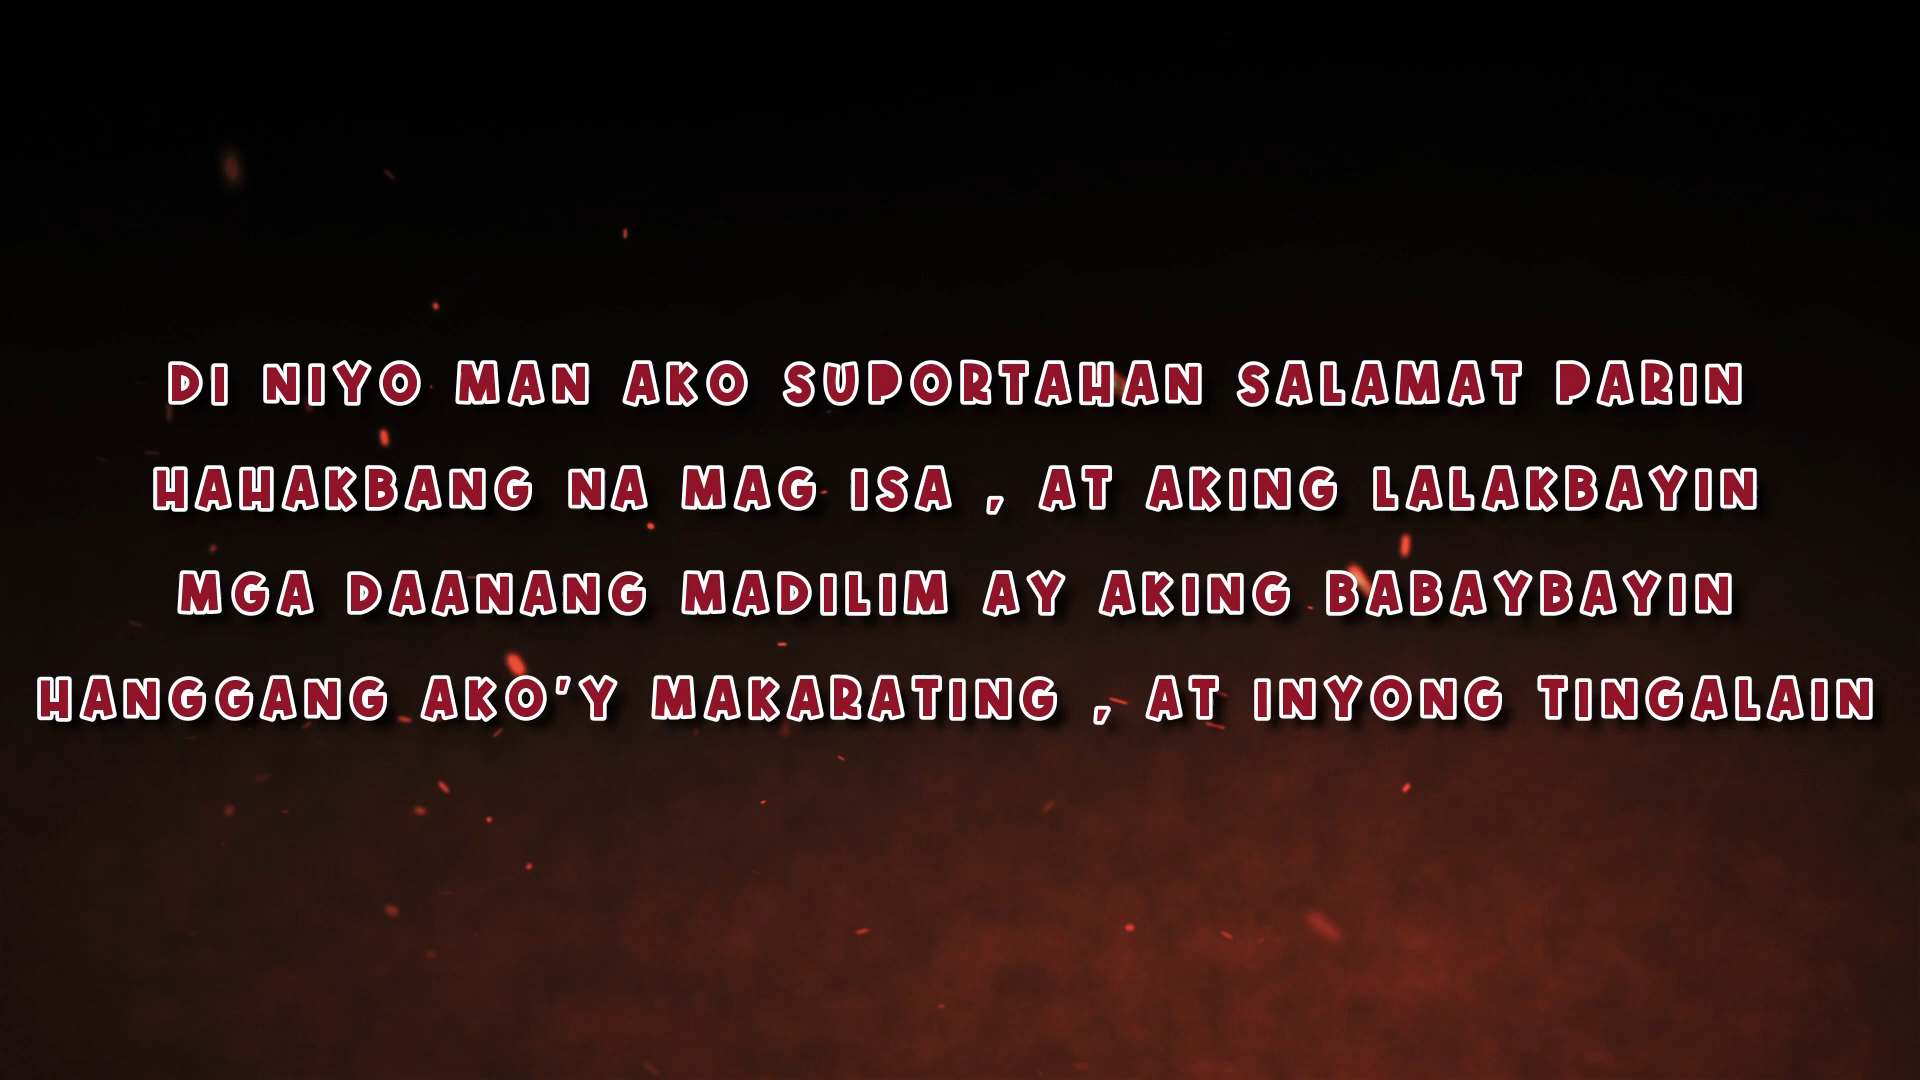 DI NIYO MAN AKO SUPORTAHAN SALAMAT PARIN
HAHAKBANG NA MAG ISA , AT AKING LALAKBAYIN
MGA DAANANG MADILIM AY AKING BABAYBAYIN
HANGGANG AKO'Y MAKARATING , AT INYONG TINGALAIN